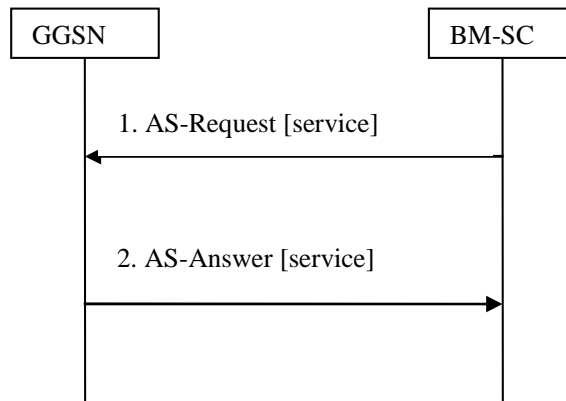 GGSN
BM-SC
1. AS-Request [service]
2. AS-Answer [service]